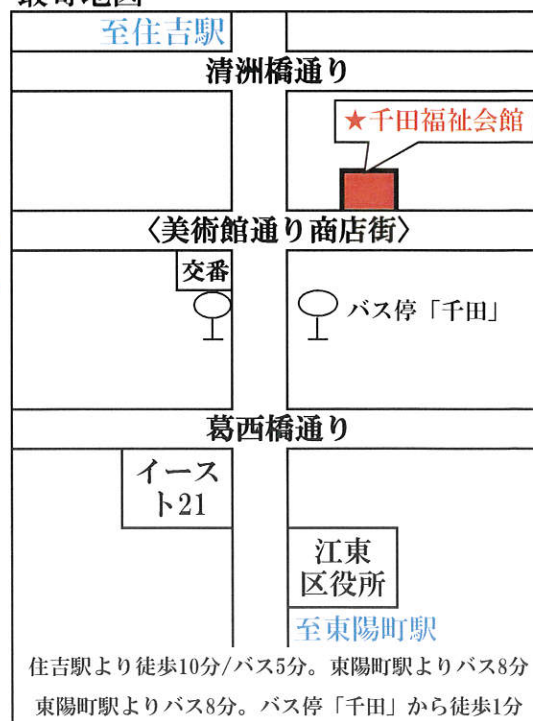 至住吉駅
清洲橋通り
★千田福祉会館
〈美術館通り商店街〉
交番
バス停「千田」
葛西橋通り
イース
ト21
江東
区役所
至東陽町駅
住吉駅より徒歩10分/バス5分。東陽町駅よりバス8分
東陽町駅よりバス8分。バス停「千田」から徒歩1分